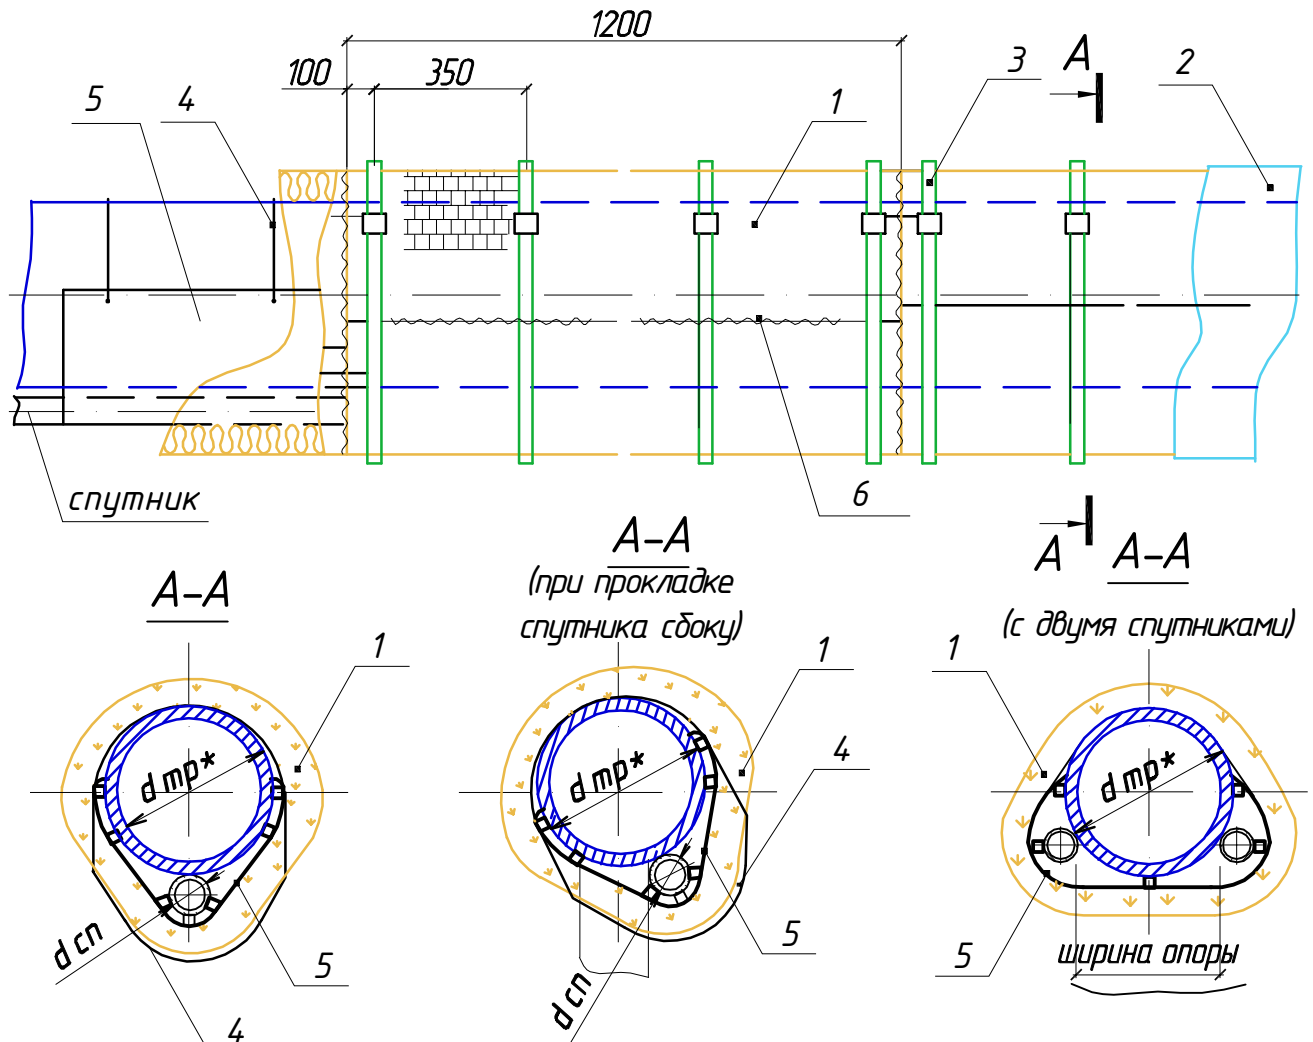 1200
100
350
5
4
1
3
А
2
спутник
6
А
А-А
А-А
(при прокладке
спутника сбоку)
А-А
(с двумя спутниками)
1
1
1
d тр*
d тр*
d тр*
4
d сп
5
4
d сп
5
5
ширина опоры